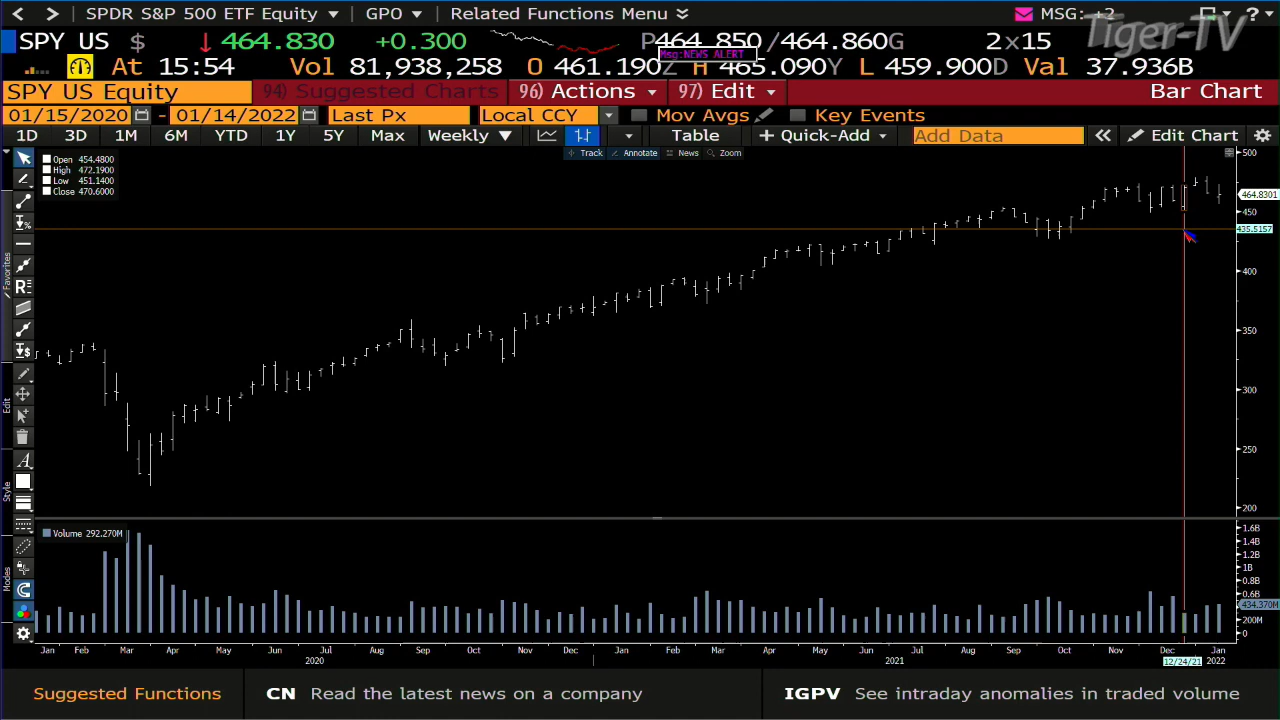 SPDR S&P 500 ETF Equity GPO Related Functions Menu MSG: +2 ?
Tiger-TV
SPY US $ 464.830 +0.300 P464.850/464.860G 2x15
Msg:NEWS ALERT
At 15:54 Vol 81,938,258 O 461.190Z H 465.090Y L 459.900D Val 37.936B
SPY US Equity 94) Suggested Charts 96) Actions 97) Edit Bar Chart
01/15/2020 - 01/14/2022 Last Px Local CCY Mov Avgs Key Events
1D 3D 1M 6M YTD 1Y 5Y Max Weekly Table + Quick-Add Add Data « Edit Chart
Track Annotate News Zoom
Open 454.4800
High 472.1900
Low 451.1400
Close 470.6000
500
464.8301
450
435.5157
400
350
300
250
200
Favorites
Edit
Style
Modes
Volume 292.270M
1.6B
1.4B
1.2B
1B
0.8B
0.6B
434.370M
200M
0
Jan Feb Mar Apr May Jun Jul Aug Sep Oct Nov Dec Jan Feb Mar Apr May Jun Jul Aug Sep Oct Nov Dec Jan
2020 2021 12/24/21 2022
Suggested Functions CN Read the latest news on a company IGPV See intraday anomalies in traded volume